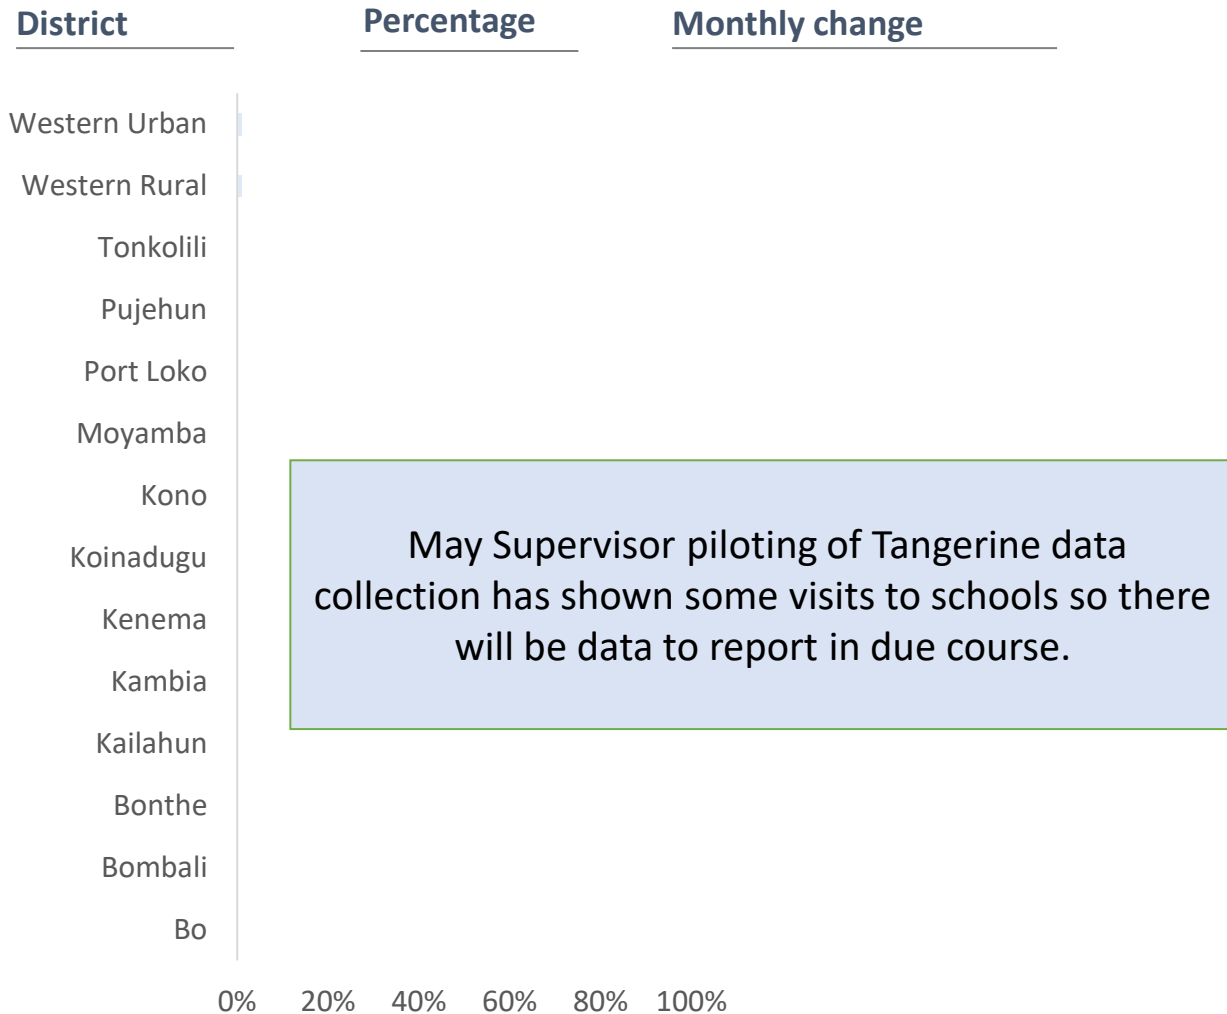 District Percentage Monthly change
Western Urban
Western Rural
Tonkolili
Pujehun
Port Loko
Moyamba
Kono
Koinadugu
Kenema
Kambia
Kailahun
Bonthe
Bombali
Bo
May Supervisor piloting of Tangerine data
collection has shown some visits to schools so there
will be data to report in due course.
0% 20% 40% 60% 80% 100%